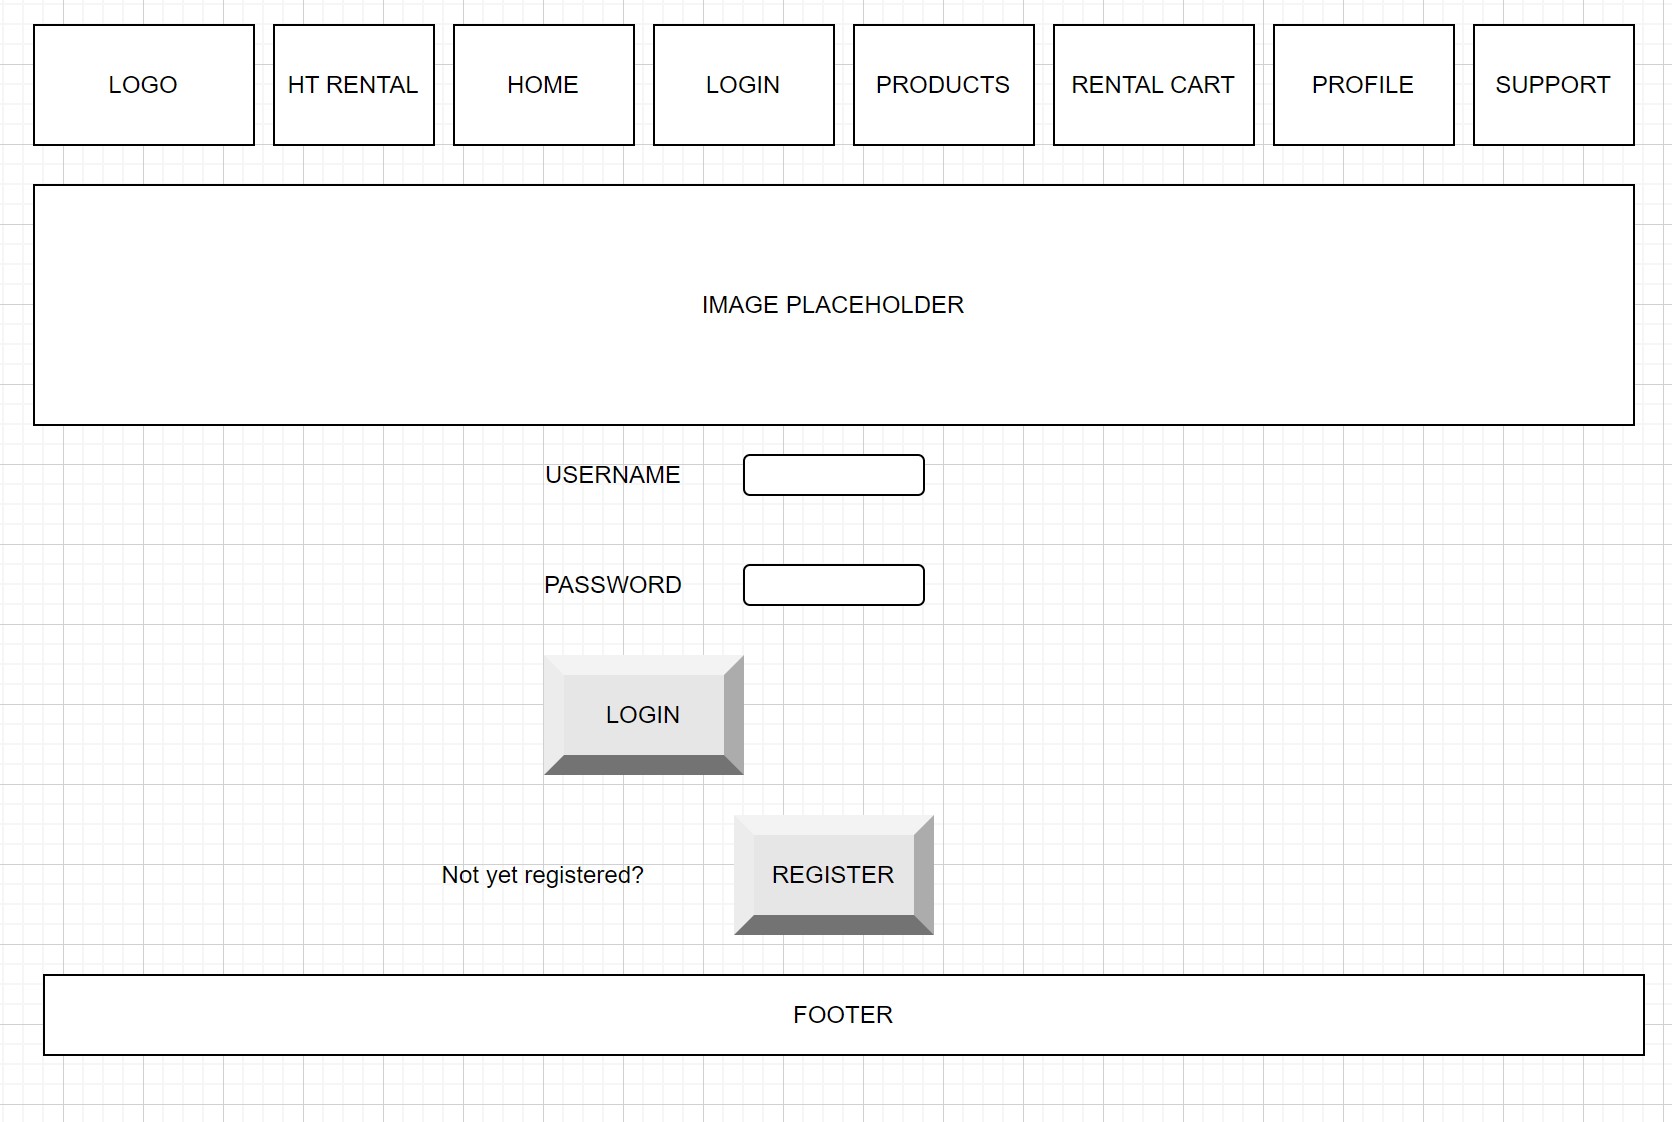 LOGO
HT RENTAL
HOME
LOGIN
PRODUCTS
RENTAL CART
PROFILE
SUPPORT
IMAGE PLACEHOLDER
USERNAME
PASSWORD
LOGIN
Not yet registered?
REGISTER
FOOTER